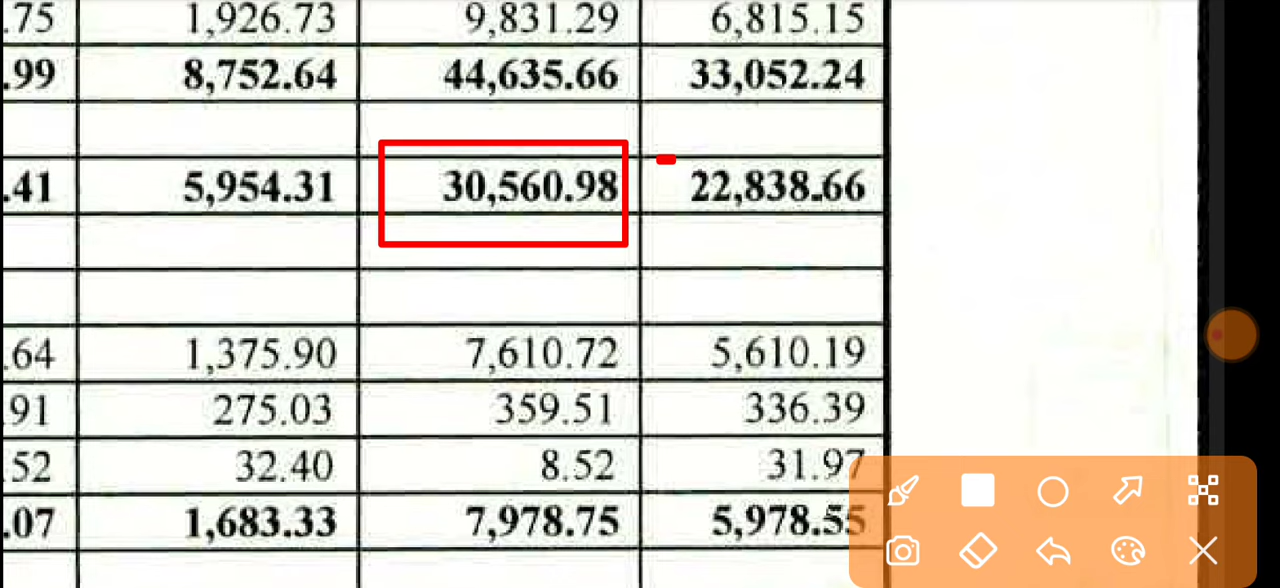 .75 1,926.73 9,831.29 6,815.15
.99 8,752.64 44,635.66 33,052.24
.41 5,954.31 30,560.98 22,838.66
.64 1,375.90 7,610.72 5,610.19
91 275.03 359.51 336.39
52 32.40 8.52 31.97
.07 1,683.33 7,978.75 5,978.55